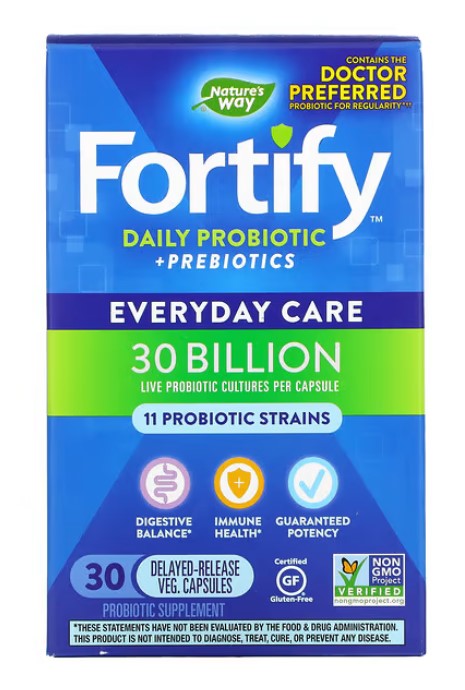 CONTAINS THE
DOCTOR
PREFERRED
PROBIOTIC FOR REGULARITY***
Nature's
Way
Fortify™
DAILY PROBIOTIC
+PREBIOTICS
EVERYDAY CARE
30 BILLION
LIVE PROBIOTIC CULTURES PER CAPSULE
11 PROBIOTIC STRAINS
DIGESTIVE
BALANCE*
IMMUNE
HEALTH*
GUARANTEED
POTENCY
30 DELAYED-RELEASE
VEG. CAPSULES
PROBIOTIC SUPPLEMENT
Certified
GF
Gluten-Free
NON
GMO
Project
VERIFIED
nongmoproject.org
*THESE STATEMENTS HAVE NOT BEEN EVALUATED BY THE FOOD & DRUG ADMINISTRATION.
THIS PRODUCT IS NOT INTENDED TO DIAGNOSE, TREAT, CURE, OR PREVENT ANY DISEASE.